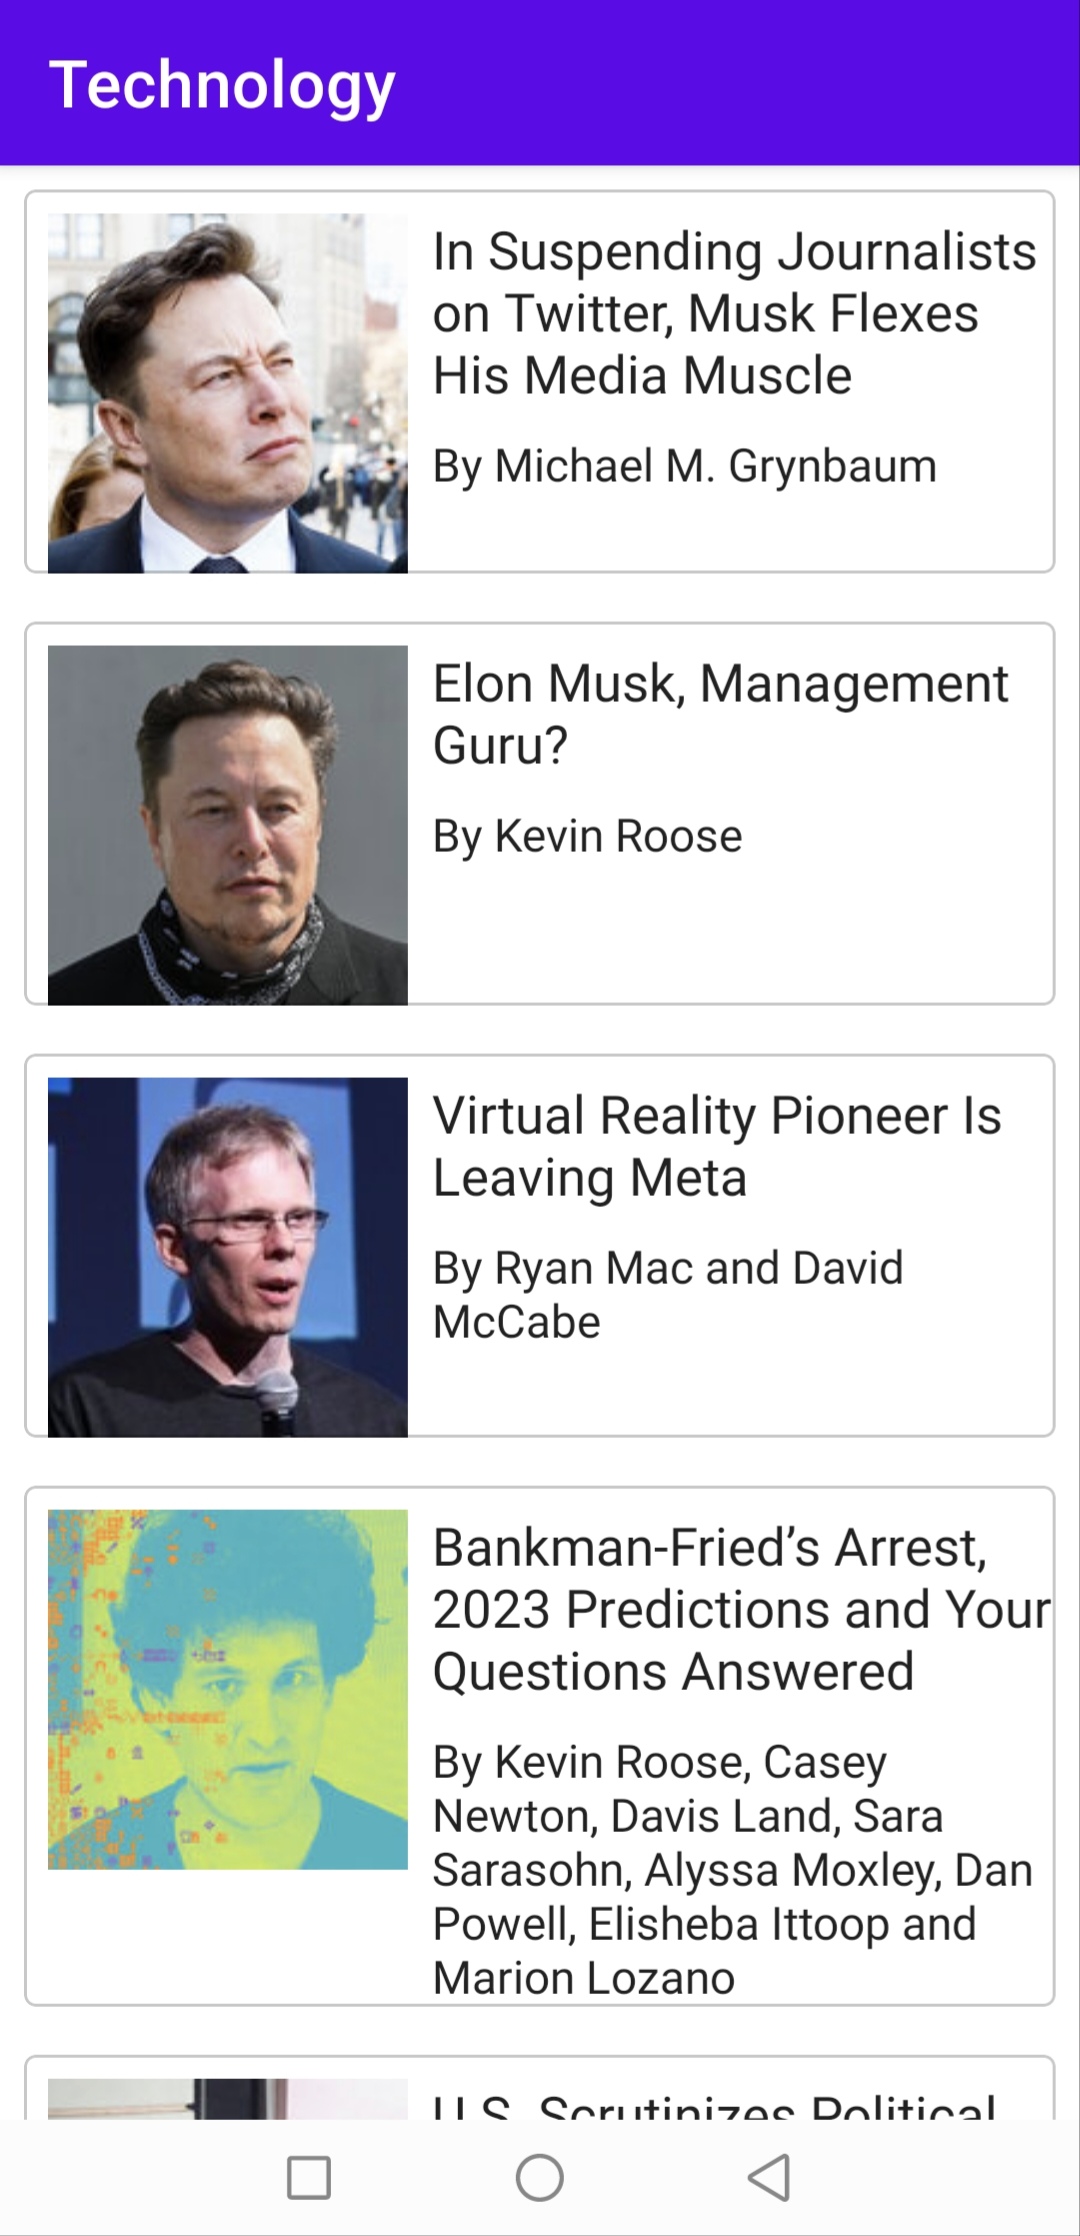 Technology
In Suspending Journalists
on Twitter, Musk Flexes
His Media Muscle
By Michael M. Grynbaum
Elon Musk, Management
Guru?
By Kevin Roose
Virtual Reality Pioneer Is
Leaving Meta
By Ryan Mac and David
McCabe
Bankman-Fried’s Arrest,
2023 Predictions and Your
Questions Answered
By Kevin Roose, Casey
Newton, Davis Land, Sara
Sarasohn, Alyssa Moxley, Dan
Powell, Elisheba Ittoop and
Marion Lozano
U.S. Scrutinizes Political